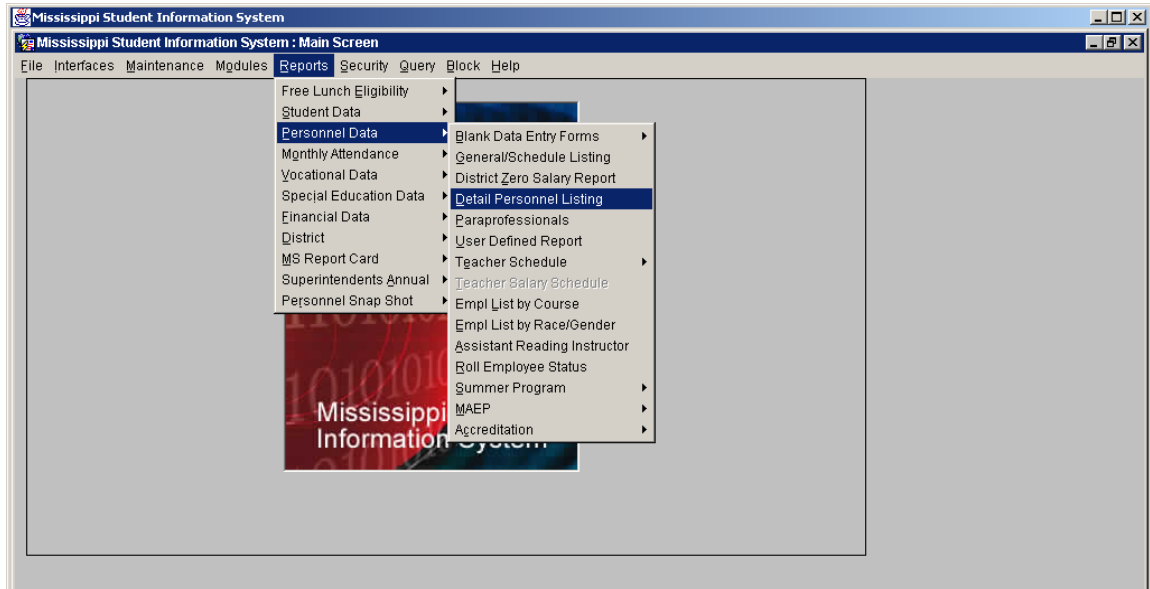 Mississippi Student Information System
Mississippi Student Information System : Main Screen
File Interfaces Maintenance Modules Reports Security Query Block Help
Free Lunch Eligibility
Student Data
Personnel Data
Monthly Attendance
Vocational Data
Special Education Data
Financial Data
District
MS Report Card
Superintendents Annual
Personnel Snap Shot
Blank Data Entry Forms
General/Schedule Listing
District Zero Salary Report
Detail Personnel Listing
Paraprofessionals
User Defined Report
Teacher Schedule
Teacher Salary Schedule
Empl List by Course
Empl List by Race/Gender
Assistant Reading Instructor
Roll Employee Status
Summer Program
MAEP
Accreditation
Mississippi
Information System